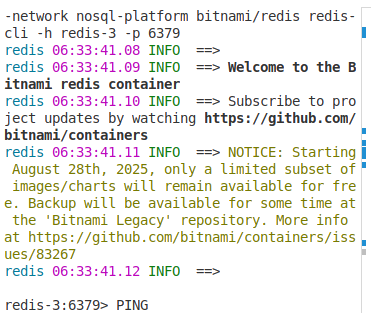 -network nosql-platform bitnami/redis redis-
cli -h redis-3 -p 6379
redis 06:33:41.08 INFO  ==>
redis 06:33:41.09 INFO  ==> Welcome to the B
itnami redis container
redis 06:33:41.10 INFO  ==> Subscribe to pro
ject updates by watching https://github.com/
bitnami/containers
redis 06:33:41.11 INFO  ==> NOTICE: Starting
 August 28th, 2025, only a limited subset of
 images/charts will remain available for fre
e. Backup will be available for some time at
 the 'Bitnami Legacy' repository. More info
at https://github.com/bitnami/containers/iss
ues/83267
redis 06:33:41.12 INFO  ==>
redis-3:6379> PING